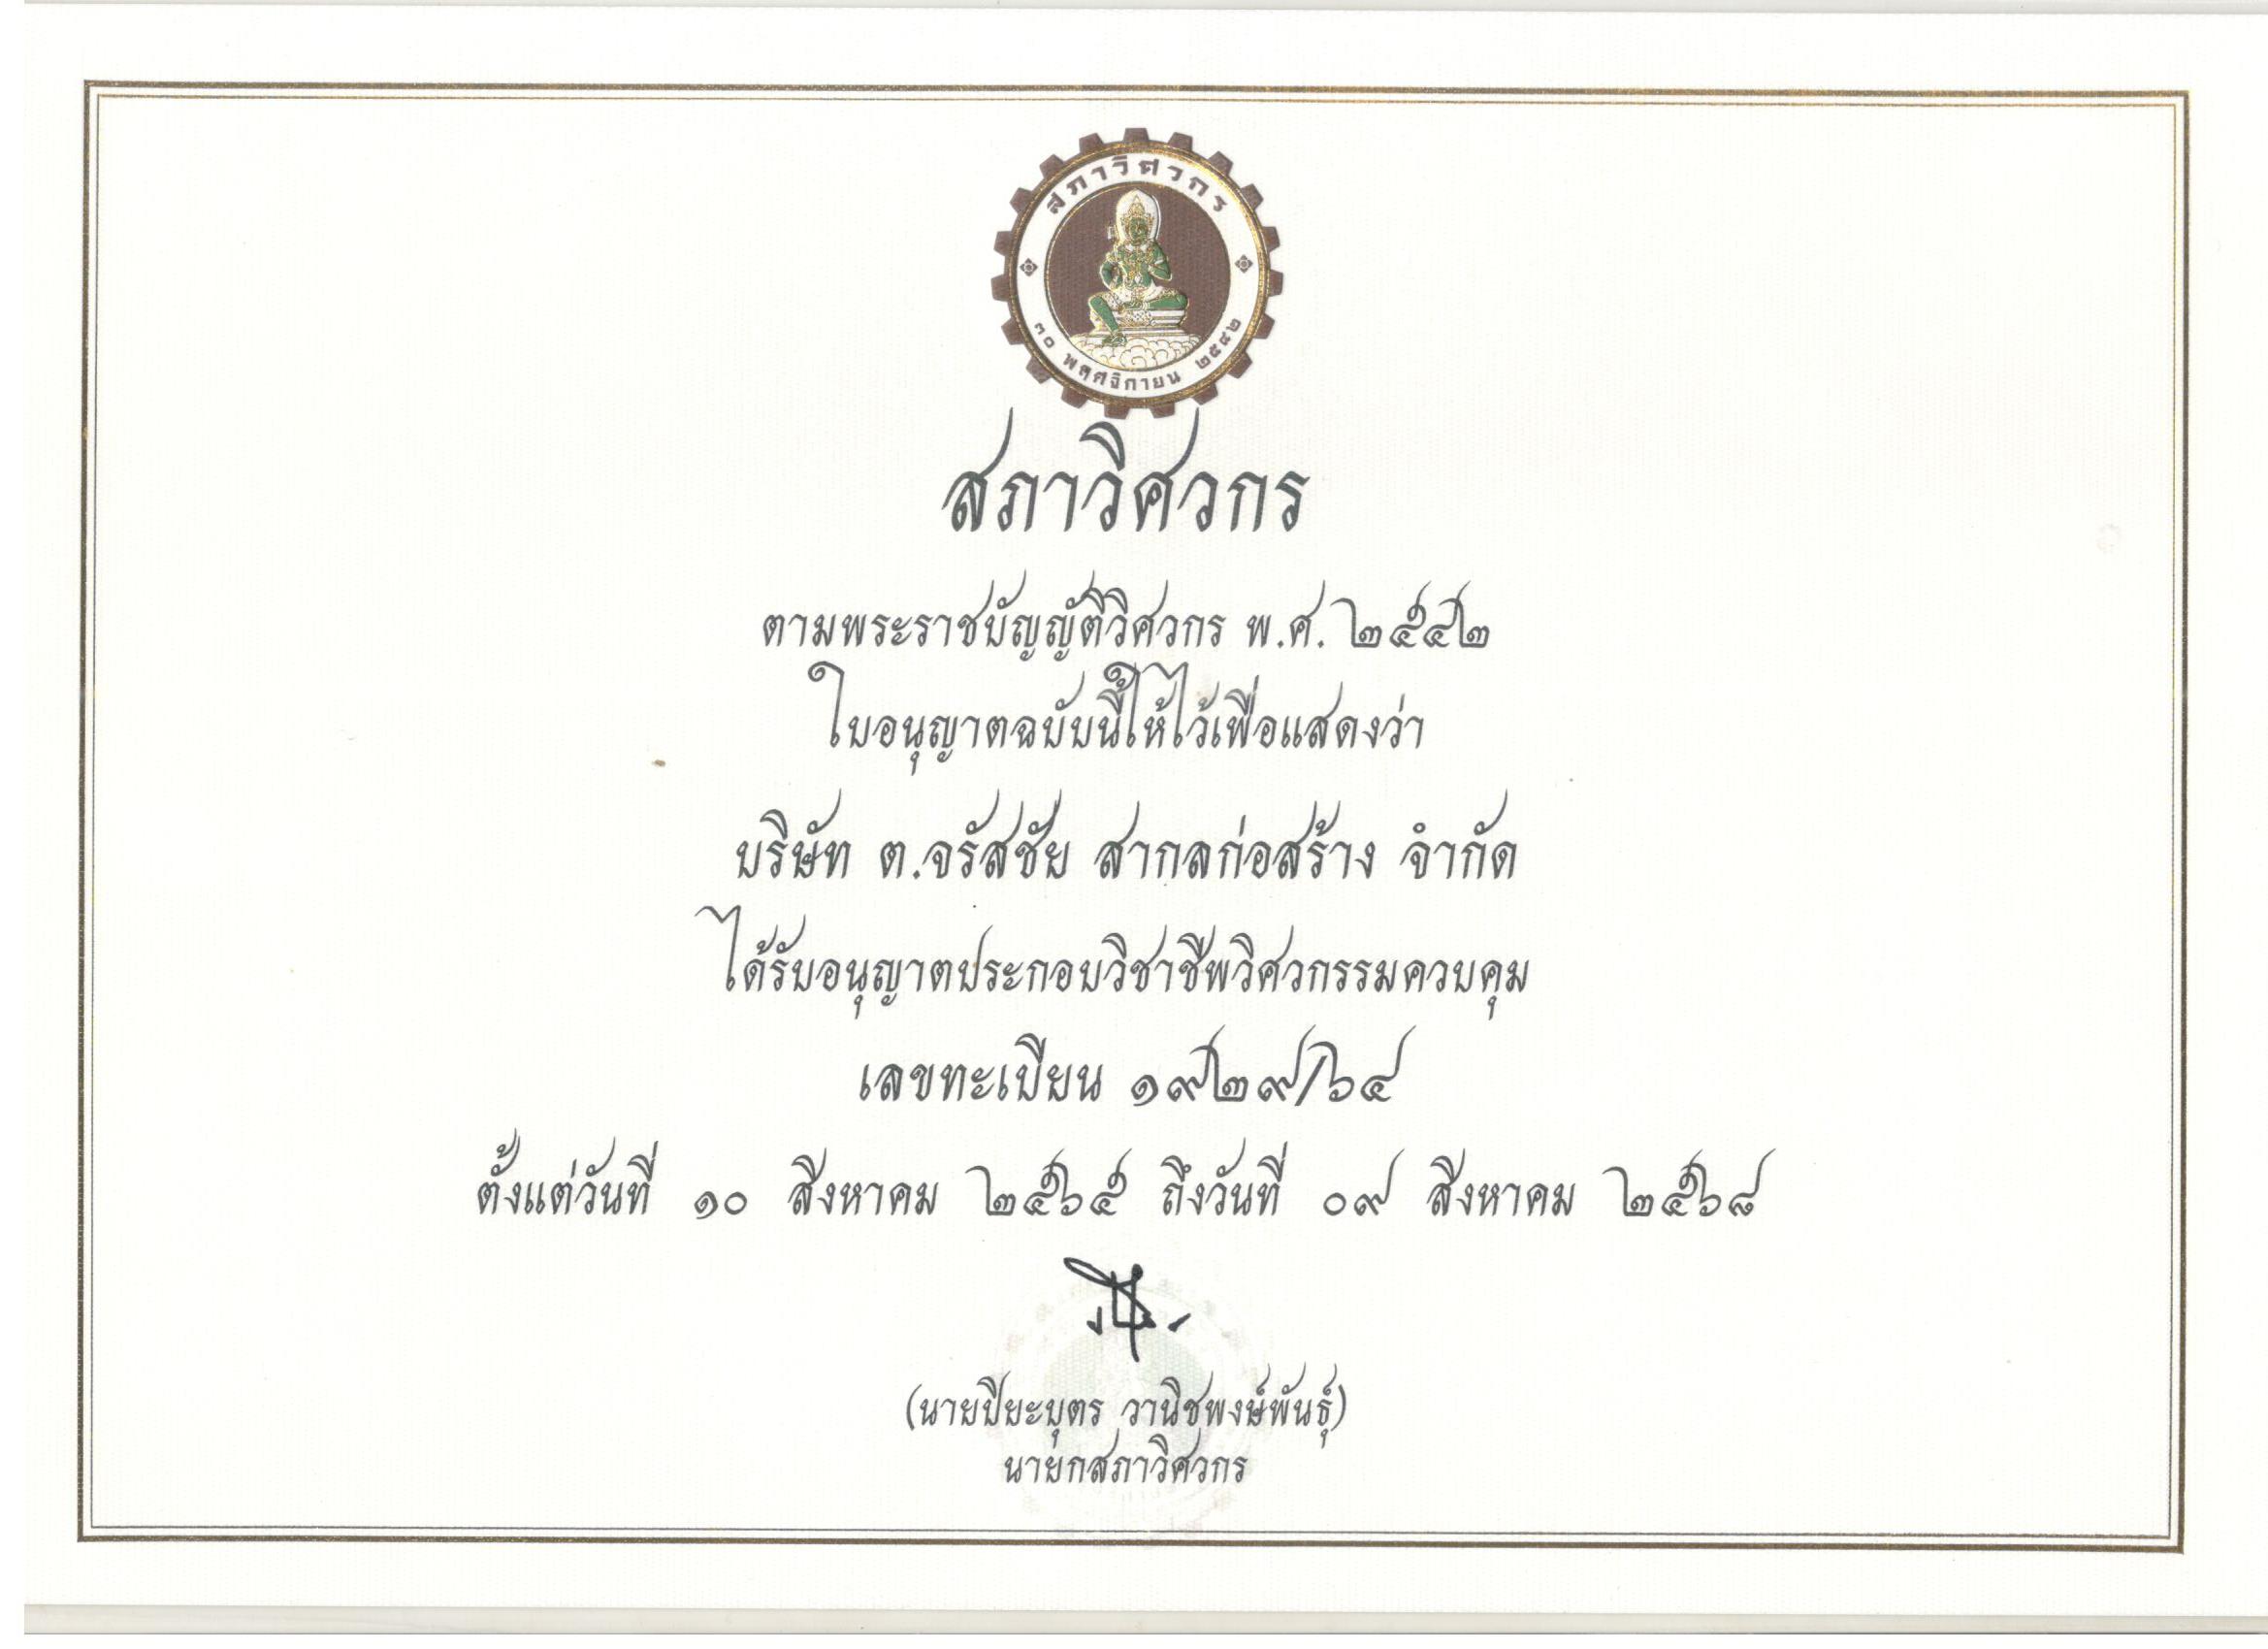 สภาวิศวกร
๓๐ พฤศจิกายน ๒๕๔๒
สภาวิศวกร
ตามพระราชบัญญัติวิศวกร พ.ศ. ๒๕๔๒
ใบอนุญาตฉบับนี้ให้ไว้เพื่อแสดงว่า
บริษัท ต.จรัสชัย สากลก่อสร้าง จำกัด
ได้รับอนุญาตประกอบวิชาชีพวิศวกรรมควบคุม
เลขทะเบียน ๑๙๒๙/๖๔
ตั้งแต่วันที่ ๑๐ สิงหาคม ๒๕๖๕ ถึงวันที่ ๐๙ สิงหาคม ๒๕๖๘
(นายปิยะบุตร วานิชพงษ์พันธุ์)
นายกสภาวิศวกร